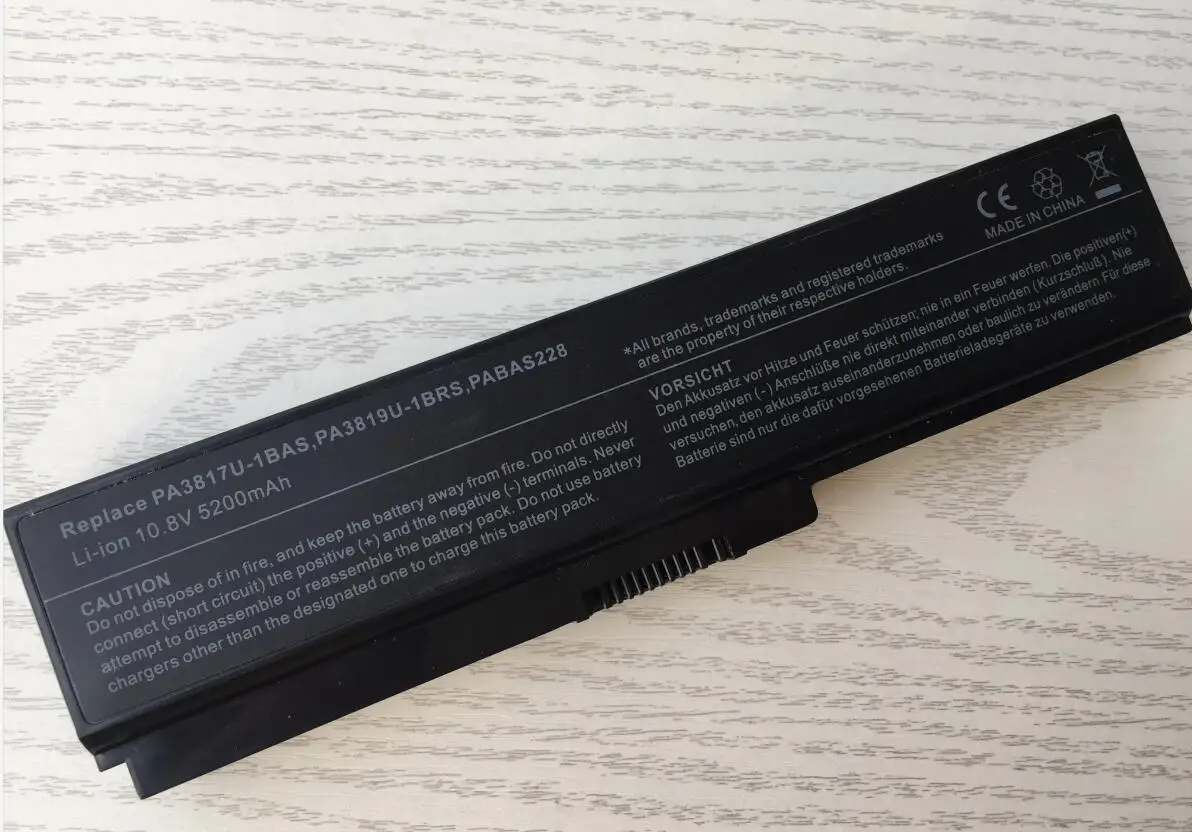 Replace PA3817U-1BAS,PA3819U-1BRS,PABAS228
Li-ion 10.8V 5200mAh
*All brands, trademarks and registered trademarks
are the property of their respective holders.
CE
MADE IN CHINA
CAUTION
Do not dispose of in fire, and keep the battery away from fire. Do not directly
connect (short circuit) the positive (+) and the negative (-) terminals. Never
attempt to disassemble or reassemble the battery pack. Do not use battery
chargers other than the designated one to charge this battery pack.
VORSICHT
Den Akkusatz vor Hitze und Feuer schützen; nie in ein Feuer werfen. Die positiven(+)
und negativen (-) Anschlüße nie direkt miteinander verbinden (Kurzschluß). Nie
versuchen, den akkusatz auseinanderzunehmen oder baulich zu verändern. Für diese
Batterie sind nur die dafür vorgesehenen Batterieladegeräte zu verwenden.